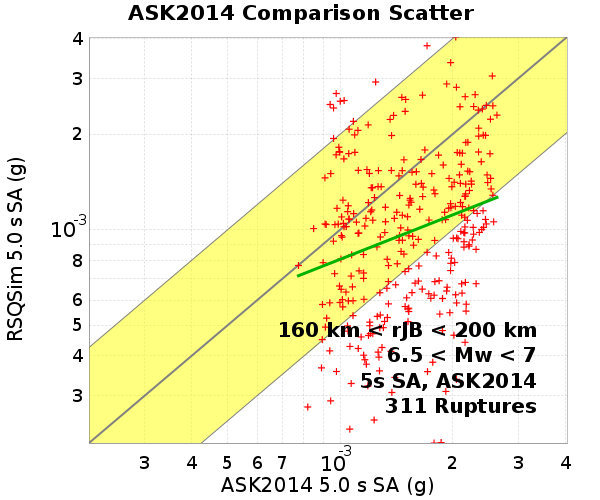 ASK2014 Comparison Scatter
RSQSim 5.0 s SA (g)
4
3
2
10-3
8
6
5
4
3
160 km < rJB < 200 km
6.5 < Mw < 7
5s SA, ASK2014
311 Ruptures
3 4 5 6 7 10-3 2 3 4
ASK2014 5.0 s SA (g)